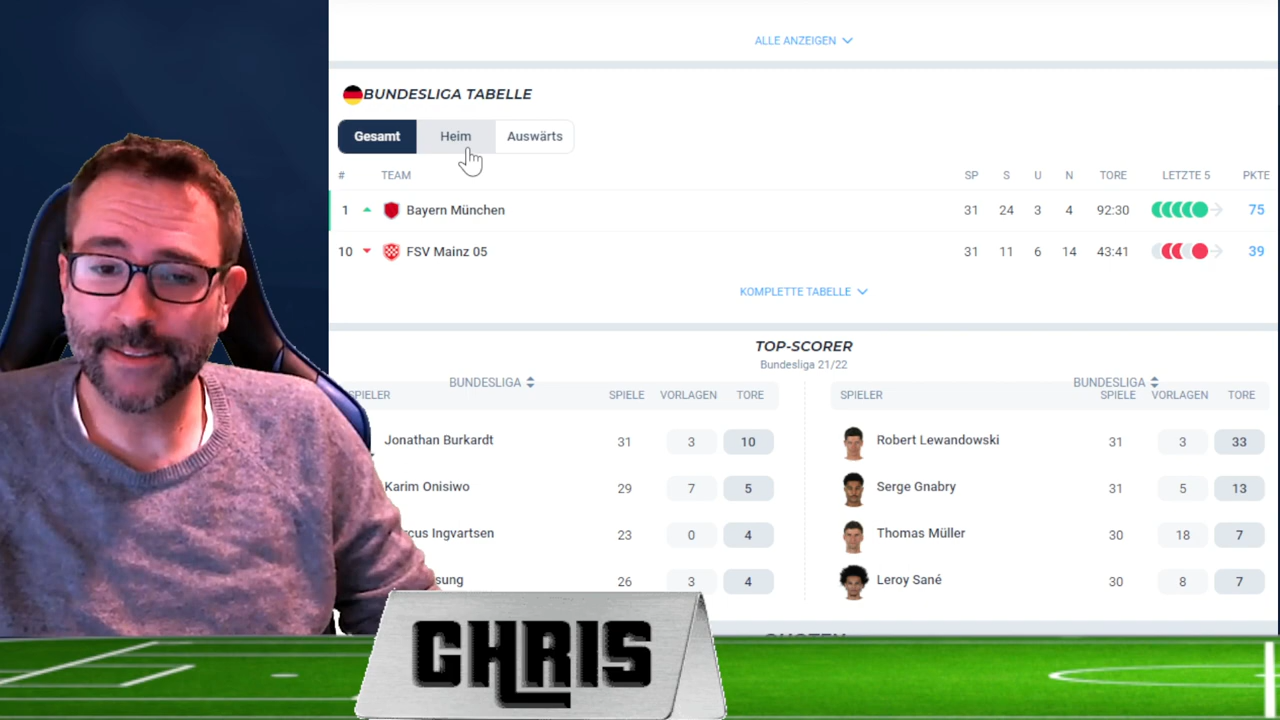 ALLE ANZEIGEN
BUNDESLIGA TABELLE
Gesamt Heim Auswärts
# TEAM SP S U N TORE LETZTE 5 PKTE
1 Bayern München 31 24 3 4 92:30 75
10 FSV Mainz 05 31 11 6 14 43:41 39
KOMPLETTE TABELLE
TOP-SCORER
Bundesliga 21/22
BUNDESLIGA BUNDESLIGA
SPIELER SPIELE VORLAGEN TORE SPIELER SPIELE VORLAGEN TORE
Jonathan Burkardt 31 3 10 Robert Lewandowski 31 3 33
Karim Onisiwo 29 7 5 Serge Gnabry 31 5 13
Ingvartsen 23 0 4 Thomas Müller 30 18 7
26 3 4 Leroy Sané 30 8 7
CHRIS